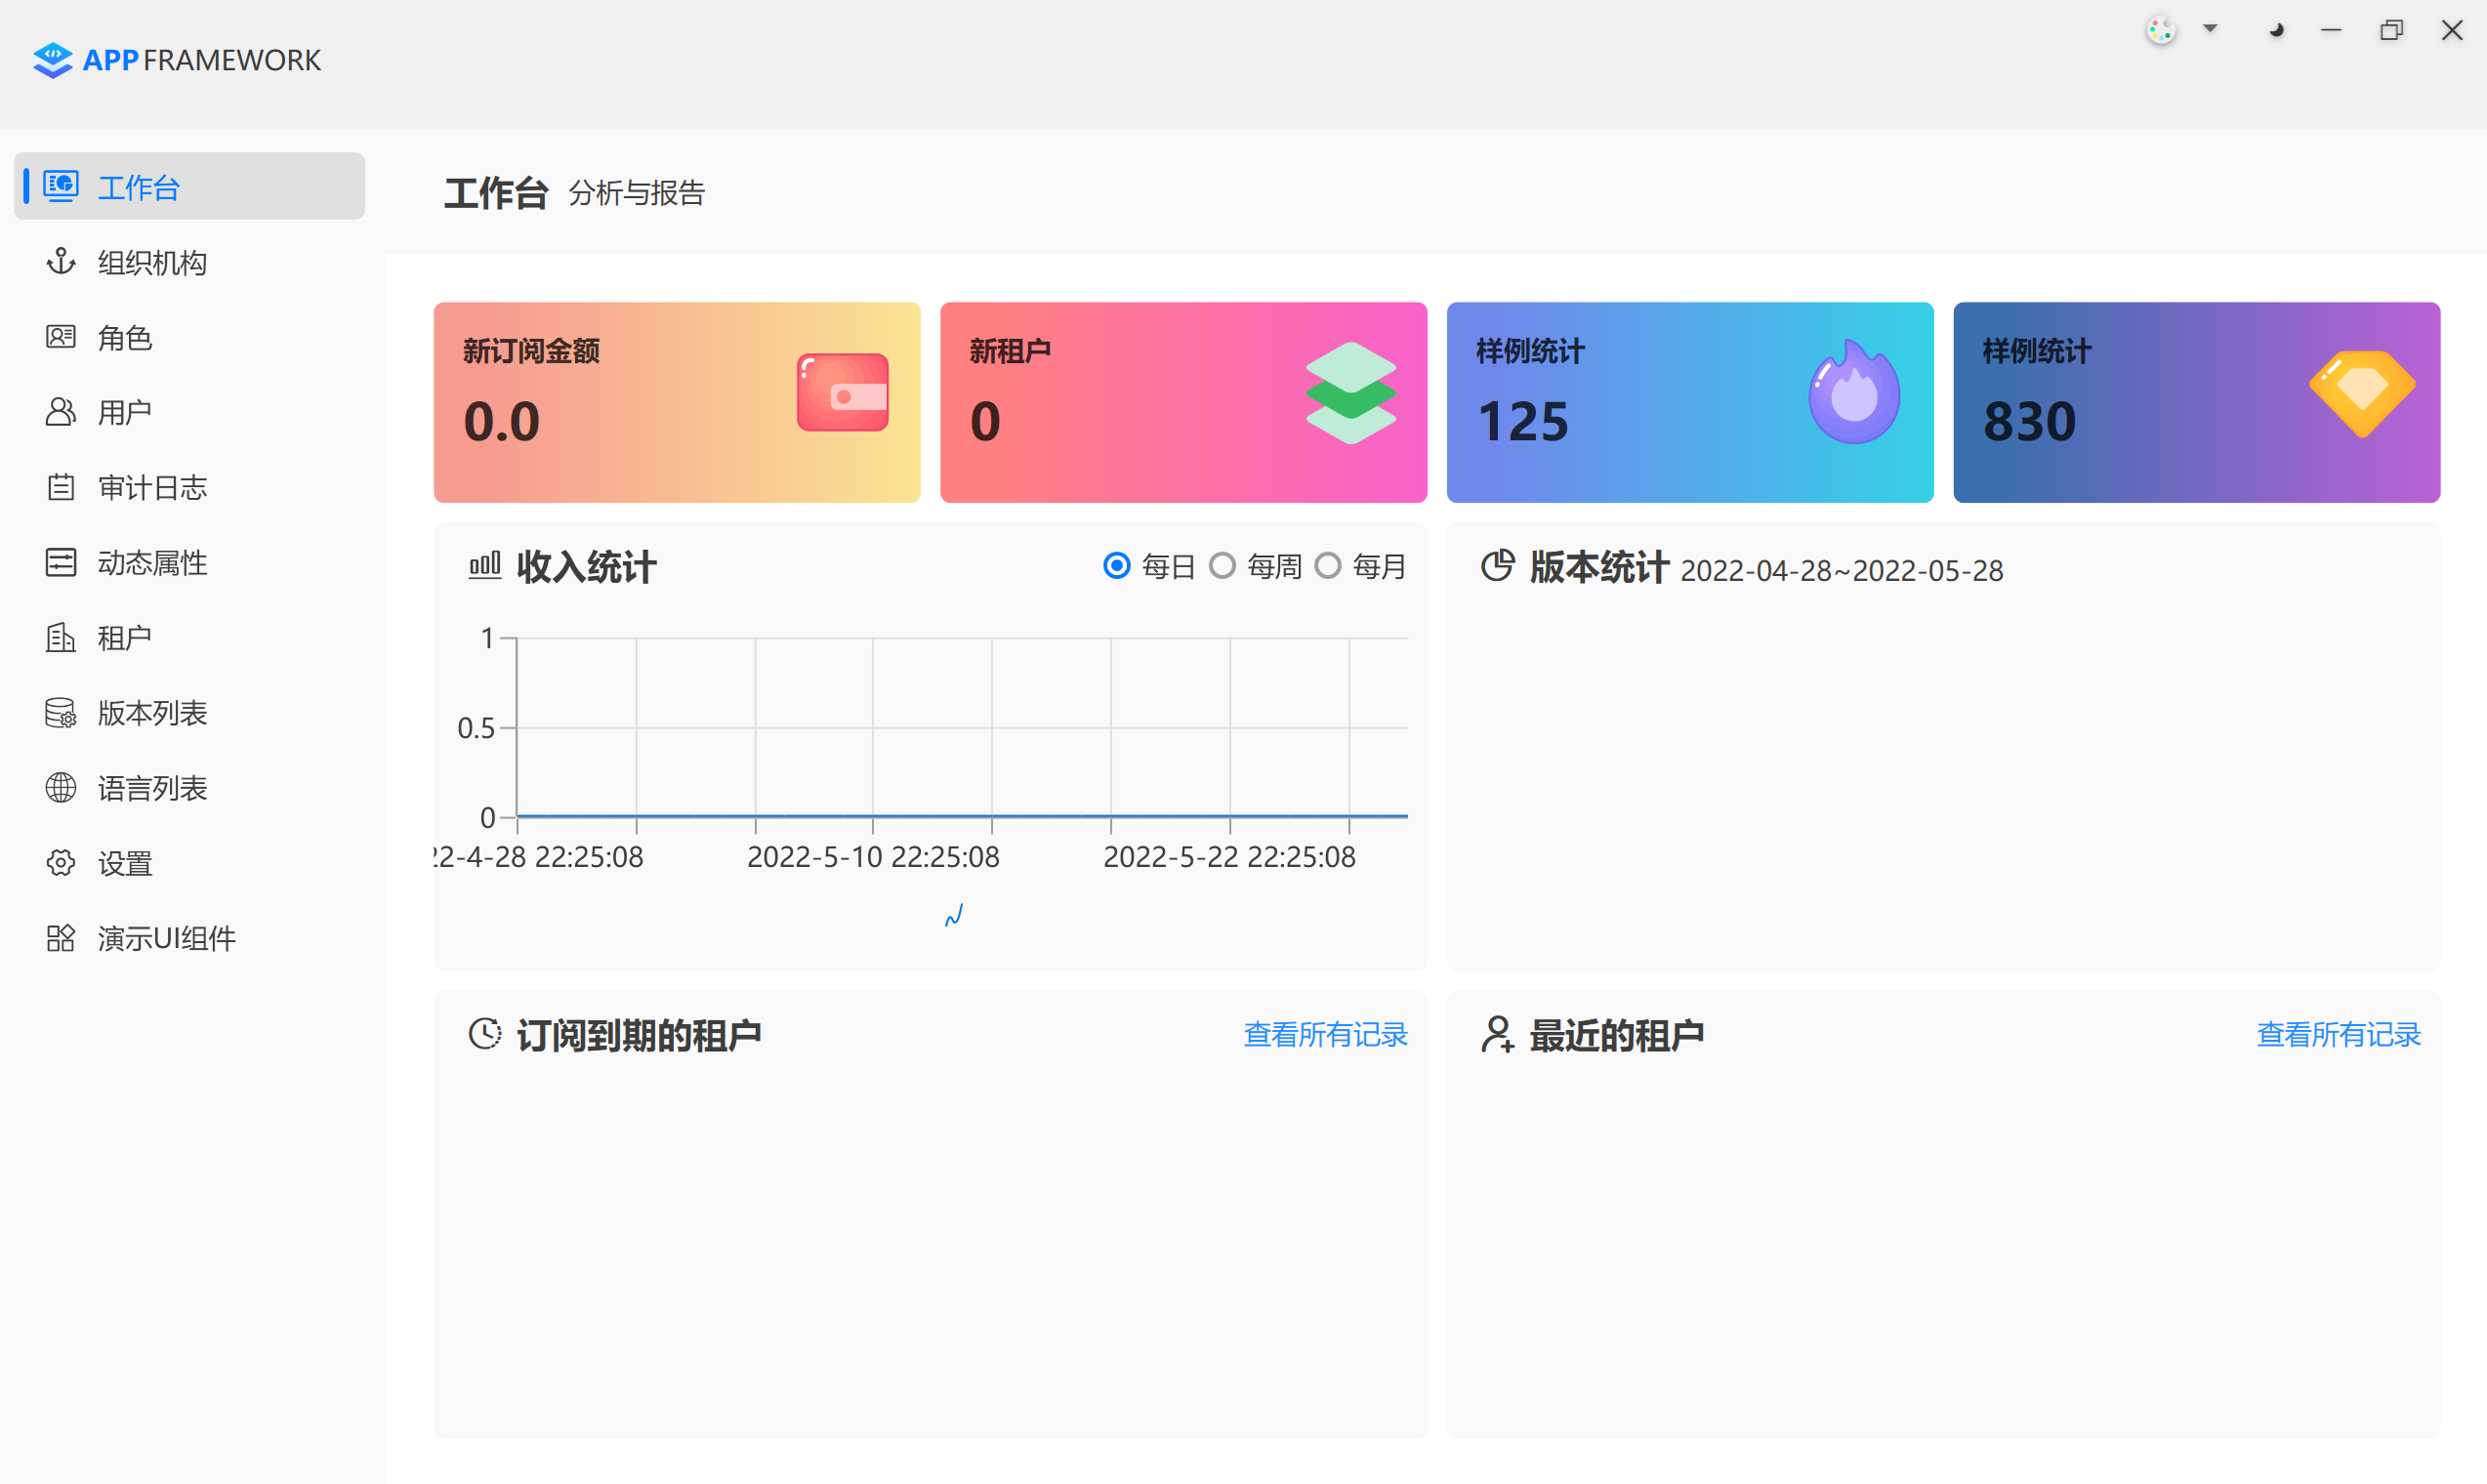 APP FRAMEWORK
工作台
组织机构
角色
用户
审计日志
动态属性
租户
版本列表
语言列表
设置
演示UI组件
工作台 分析与报告
新订阅金额
0.0
新租户
0
样例统计
125
样例统计
830
收入统计
每日 每周 每月
1
0.5
0
22-4-28 22:25:08 2022-5-10 22:25:08 2022-5-22 22:25:08
版本统计 2022-04-28~2022-05-28
订阅到期的租户 查看所有记录
最近的租户 查看所有记录